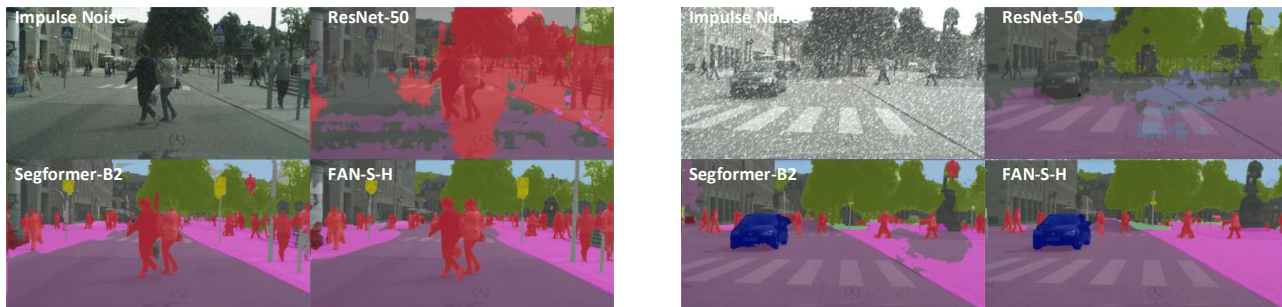 Impulse Noise
ResNet-50
Segformer-B2
FAN-S-H
Impulse Noise
ResNet-50
Segformer-B2
FAN-S-H